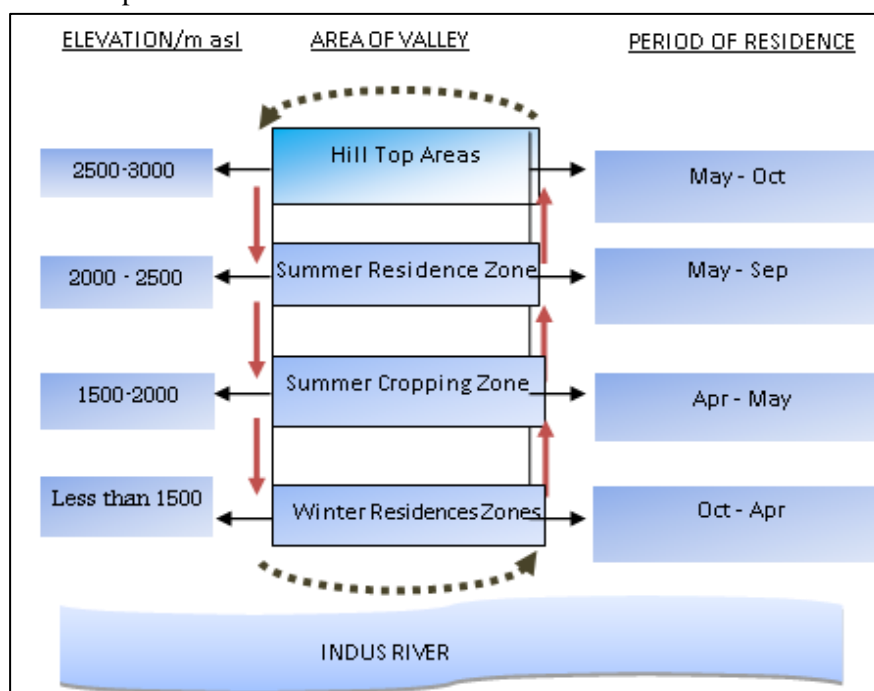 ELEVATION/m asl AREA OF VALLEY PERIOD OF RESIDENCE
2500-3000 Hill Top Areas May - Oct
2000 - 2500 Summer Residence Zone May - Sep
1500-2000 Summer Cropping Zone Apr - May
Less than 1500 Winter Residences Zones Oct - Apr
INDUS RIVER